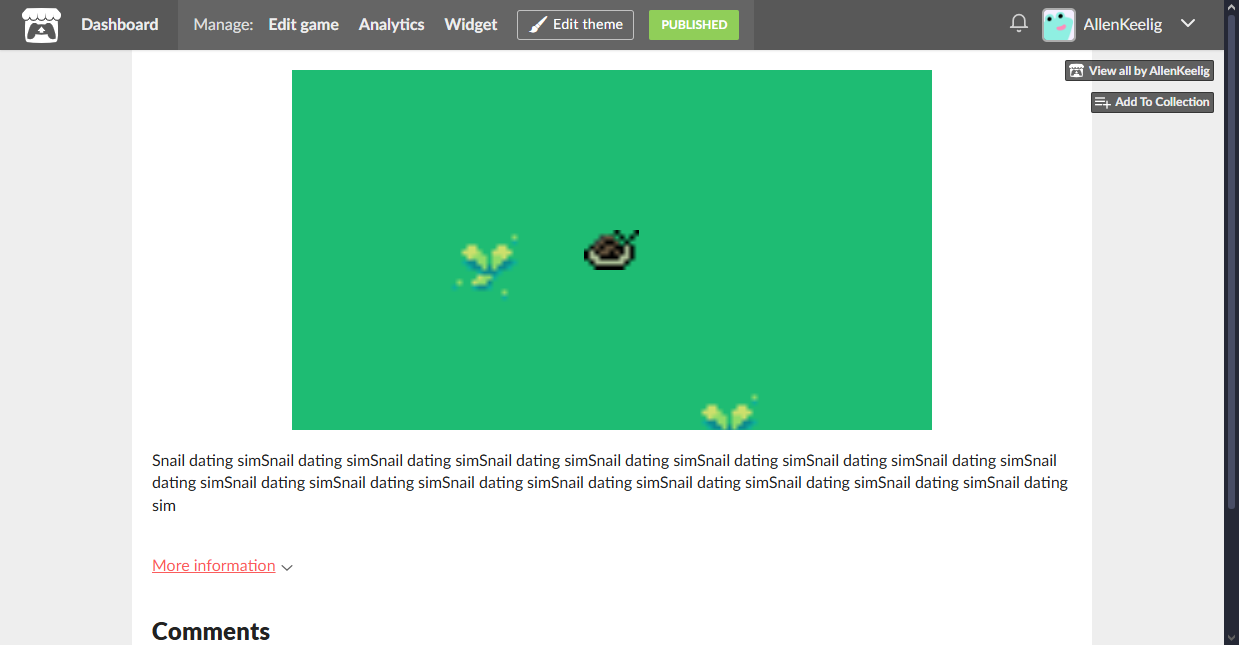 Dashboard Manage: Edit game Analytics Widget Edit theme PUBLISHED AllenKeelig
View all by AllenKeelig
Add To Collection
Snail dating simSnail dating simSnail dating simSnail dating simSnail dating simSnail dating simSnail dating simSnail dating simSnail
dating simSnail dating simSnail dating simSnail dating simSnail dating simSnail dating simSnail dating simSnail dating simSnail dating
sim
More information
Comments